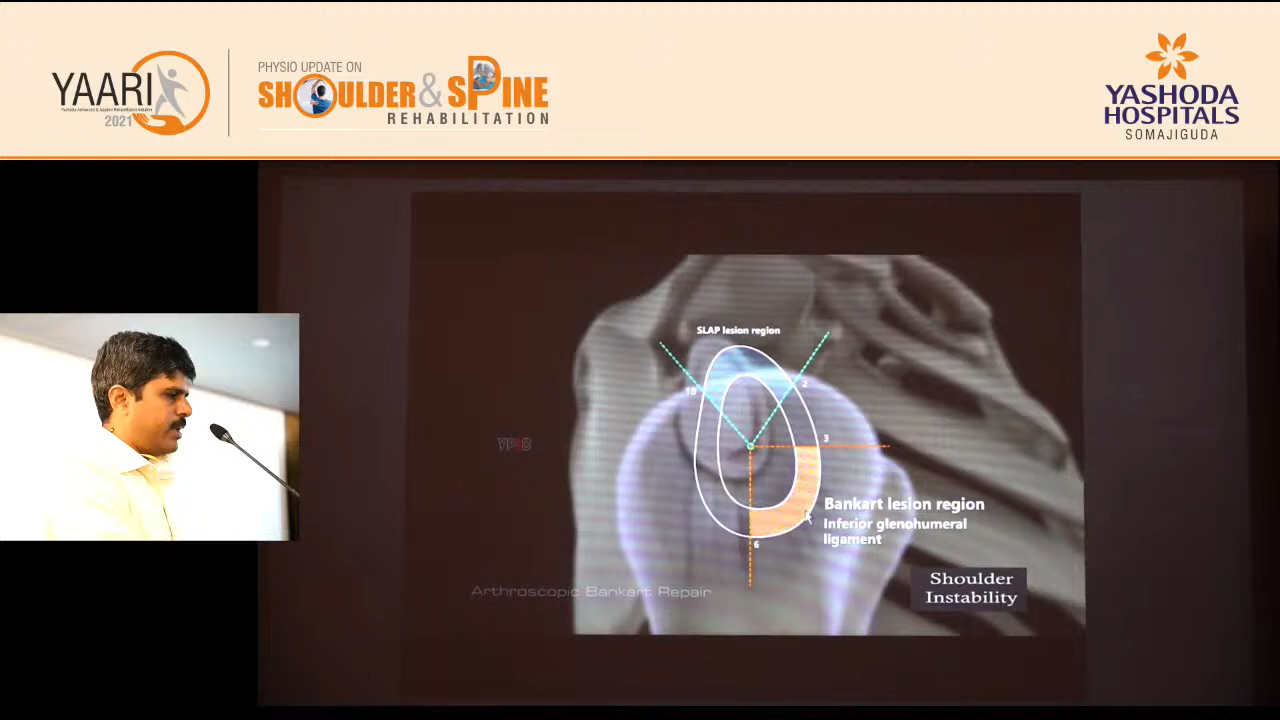 YAARI
2021
PHYSIO UPDATE ON
SHOULDER & SPINE
REHABILITATION
YASHODA
HOSPITALS
SOMAJIGUDA
SLAP lesion region
10
2
3
Bankart lesion region
Inferior glenohumeral
ligament
6
Shoulder
Instability
Arthroscopic Bankart Repair